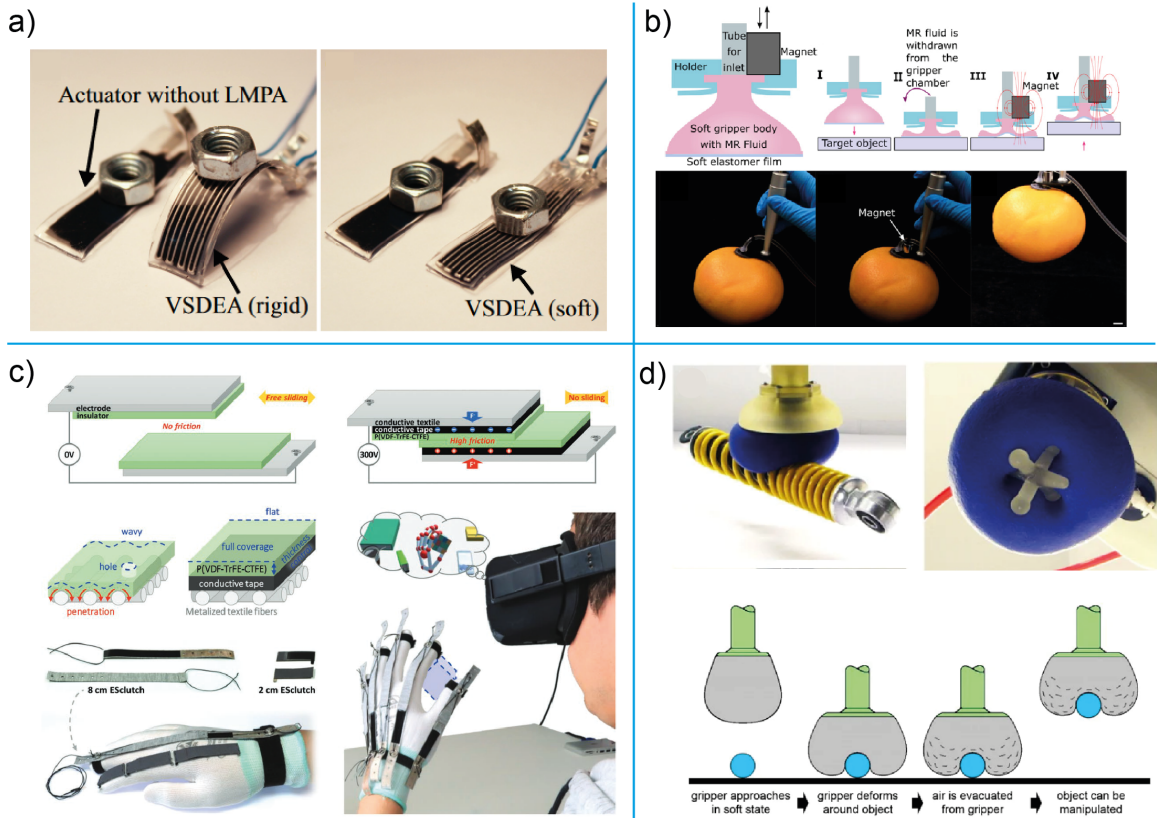 a)
Actuator without LMPA
VSDEA (rigid)
VSDEA (soft)
b)
Tube
for
inlet
Magnet
Holder
Soft gripper body
with MR Fluid
Soft elastomer film
I
Target object
II
MR fluid is
withdrawn
from the
gripper
chamber
III
IV
Magnet
Magnet
c)
electrode
insulator
Free sliding
No friction
0V
No sliding
conductive textile
conductive tape
P(VDF-TrFE-CTFE)
F
High friction
F'
300V
wavy
hole
penetration
flat
full coverage
thickness
P(VDF-TrFE-CTFE)
conductive tape
Metalized textile fibers
8 cm ESclutch
2 cm ESclutch
d)
gripper approaches
in soft state
gripper deforms
around object
air is evacuated
from gripper
object can be
manipulated